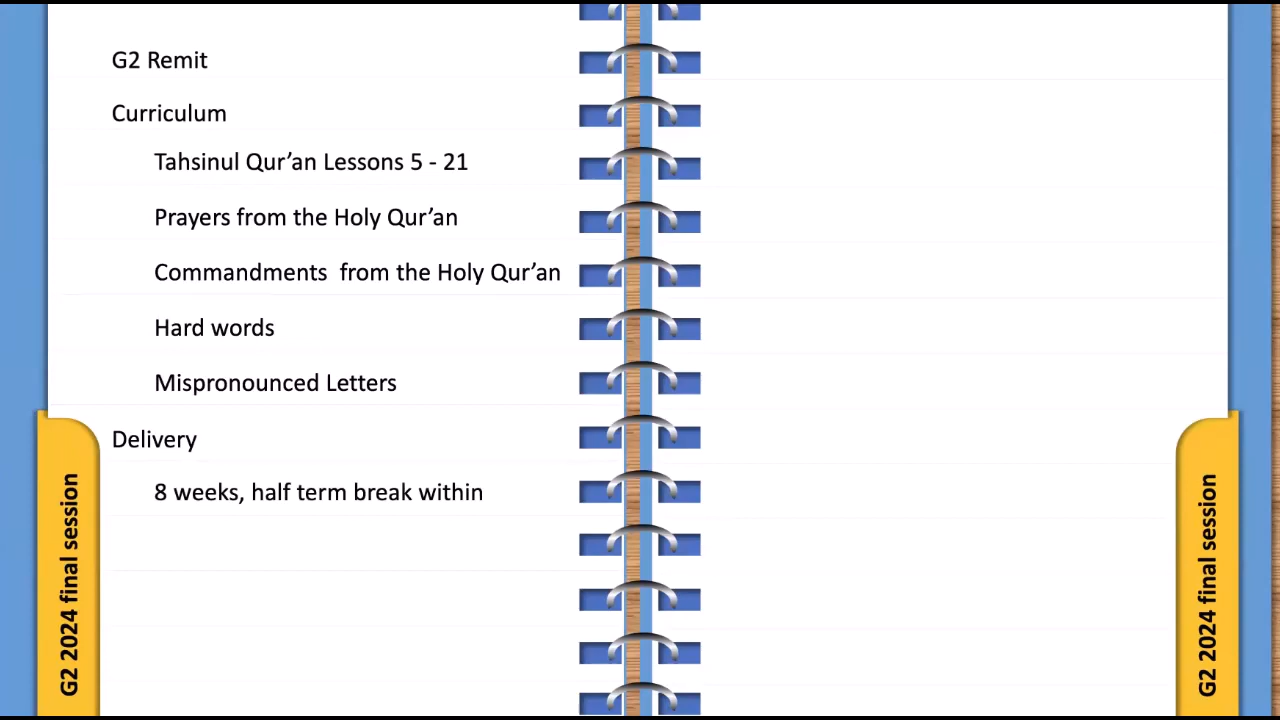 G2 Remit
Curriculum
Tahsinul Qur’an Lessons 5 - 21
Prayers from the Holy Qur’an
Commandments  from the Holy Qur’an
Hard words
Mispronounced Letters
Delivery
8 weeks, half term break within
G2 2024 final session
G2 2024 final session